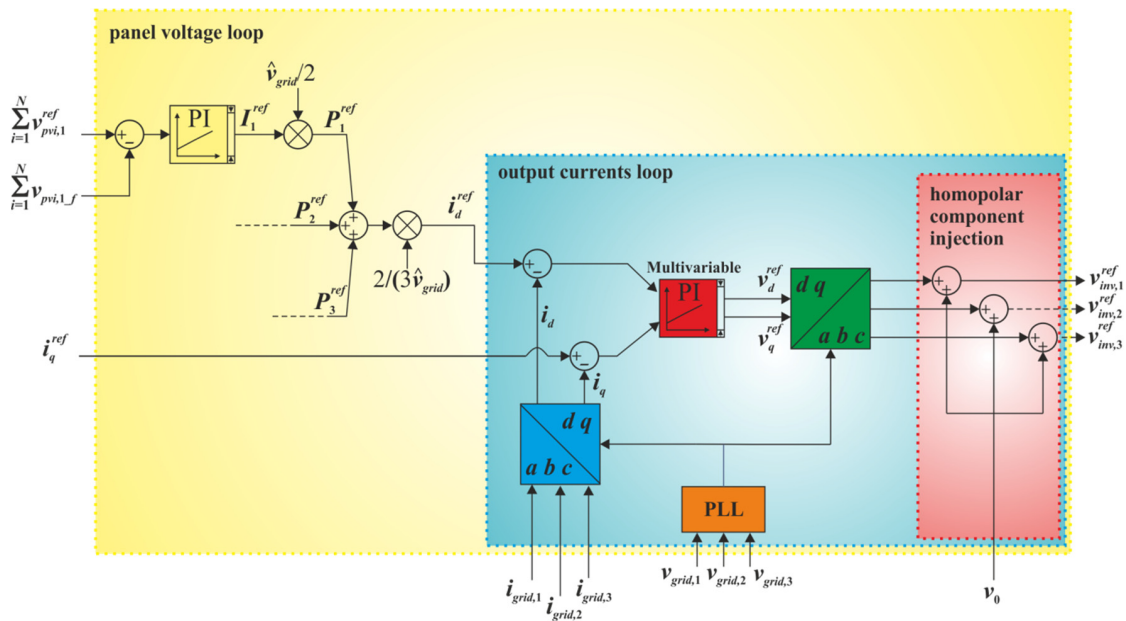 panel voltage loop
v̂_grid/2
∑_{i=1}^{N} v_{pvi,1}^{ref}
+
−
PI
I_1^{ref}
P_1^{ref}
∑_{i=1}^{N} v_{pvi,1_f}
P_2^{ref}
+
+
+
i_d^{ref}
2/(3v̂_grid)
P_3^{ref}
i_q^{ref}
output currents loop
+
−
i_d
+
−
i_q
Multivariable
PI
v_d^{ref}
v_q^{ref}
d q
a b c
d q
a b c
PLL
i_{grid,1}
i_{grid,2}
i_{grid,3}
v_{grid,1}
v_{grid,2}
v_{grid,3}
homopolar
component
injection
+
+
+
+
+
+
v_{inv,1}^{ref}
v_{inv,2}^{ref}
v_{inv,3}^{ref}
v_0